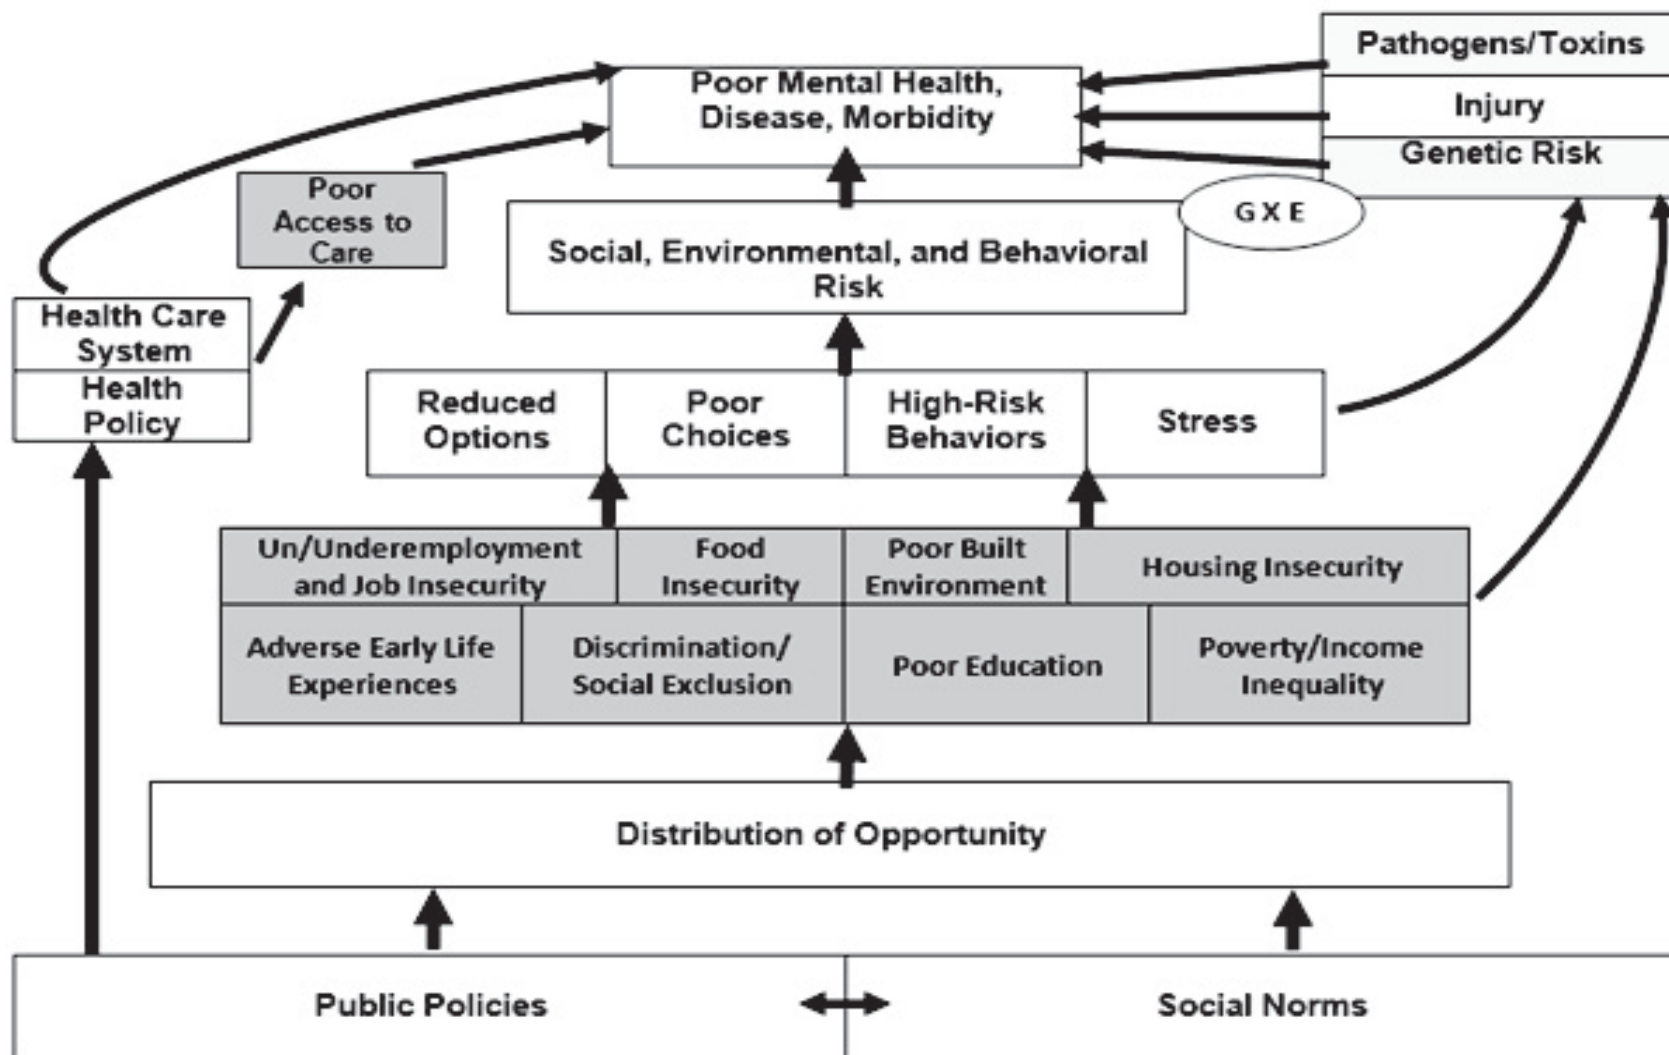 Pathogens/Toxins
Injury
Genetic Risk
Poor Mental Health,
Disease, Morbidity
G X E
Poor
Access to
Care
Social, Environmental, and Behavioral
Risk
Health Care
System
Health
Policy
Reduced
Options
Poor
Choices
High-Risk
Behaviors
Stress
Un/Underemployment
and Job Insecurity
Food
Insecurity
Poor Built
Environment
Housing Insecurity
Adverse Early Life
Experiences
Discrimination/
Social Exclusion
Poor Education
Poverty/Income
Inequality
Distribution of Opportunity
Public Policies
Social Norms